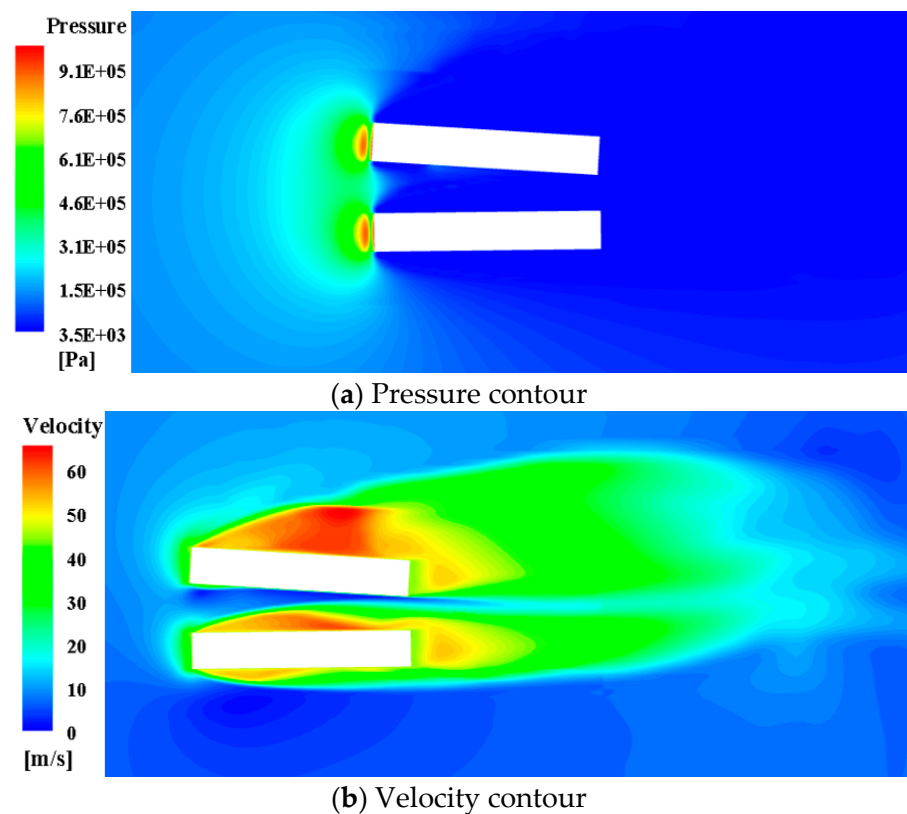 Pressure
9.1E+05
7.6E+05
6.1E+05
4.6E+05
3.1E+05
1.5E+05
3.5E+03
[Pa]
(a) Pressure contour
Velocity
60
50
40
30
20
10
0
[m/s]
(b) Velocity contour